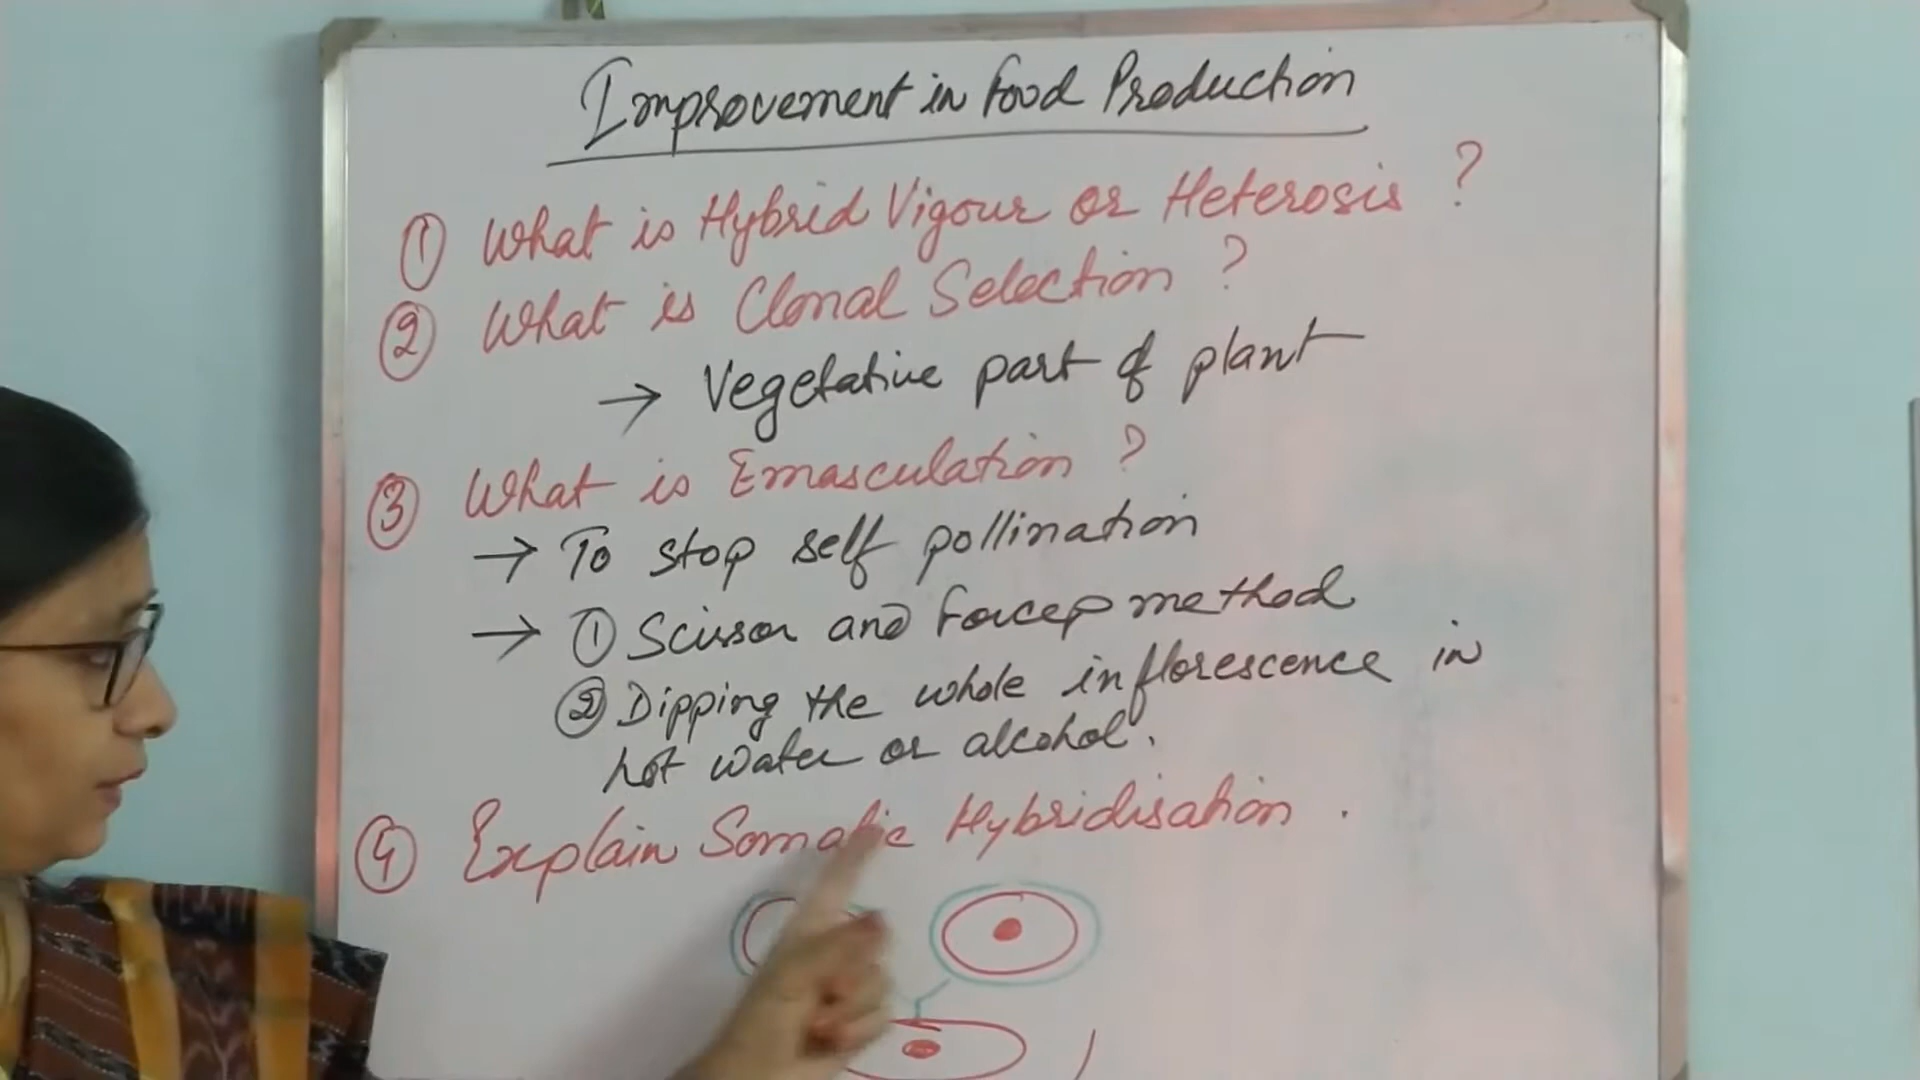 Improvement in Food Production
① What is Hybrid Vigour or Heterosis ?
② What is Clonal Selection ?
→ Vegetative part of plant
③ What is Emasculation ?
→ To stop self pollination
→ ① Scissor and Forcep method
② Dipping the whole inflorescence in
hot water or alcohol.
④ Explain Somatic Hybridisation .